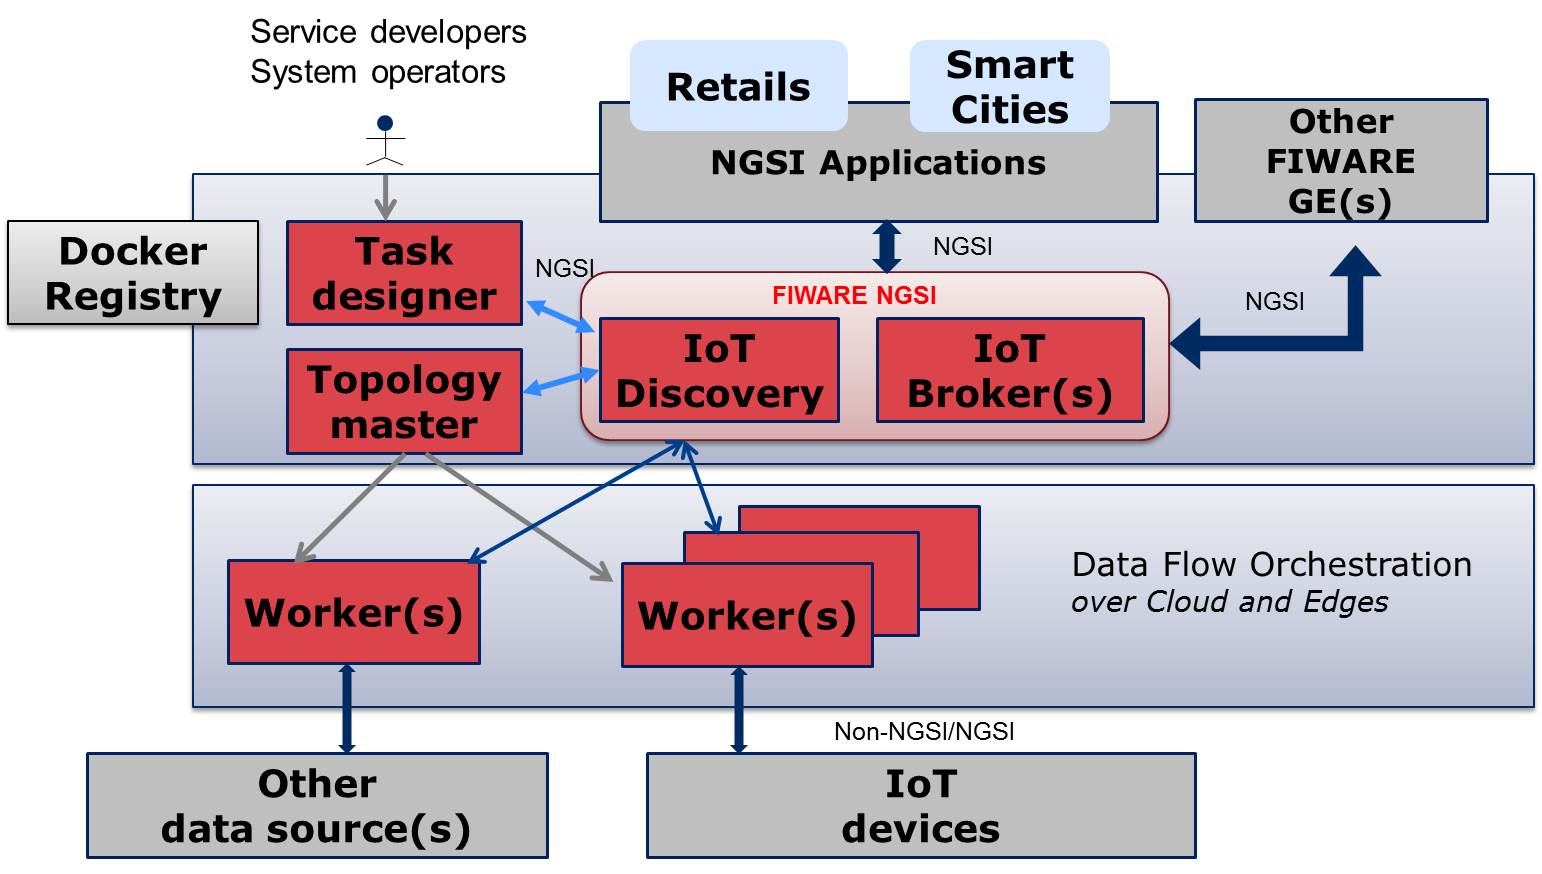 Service developers
System operators
Retails
Smart
Cities
NGSI Applications
Other
FIWARE
GE(s)
Docker
Registry
Task
designer
NGSI
NGSI
NGSI
FIWARE NGSI
IoT
Discovery
IoT
Broker(s)
Topology
master
Worker(s)
Worker(s)
Data Flow Orchestration
over Cloud and Edges
Non-NGSI/NGSI
Other
data source(s)
IoT
devices